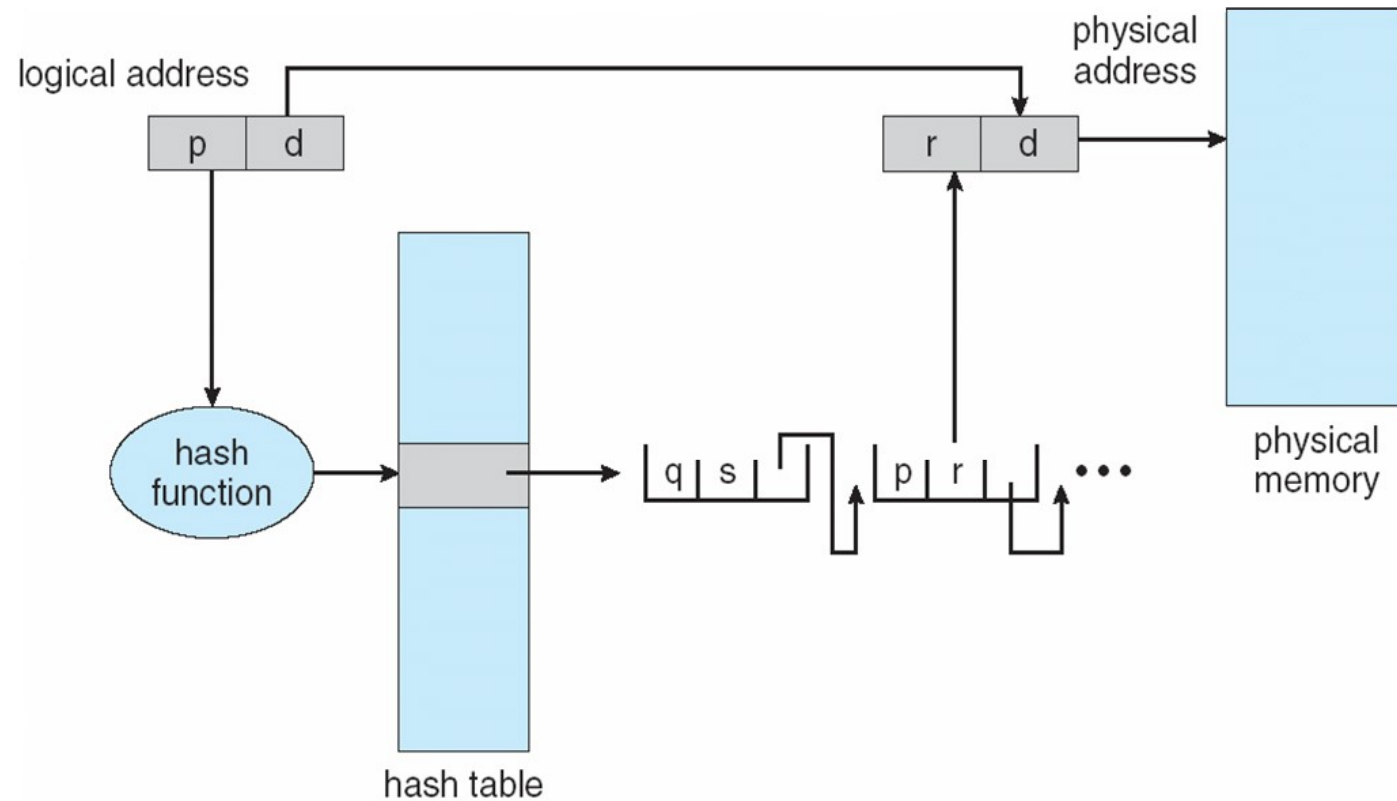 logical address
physical
address
p d
r d
hash
function
q s
p r
•••
physical
memory
hash table